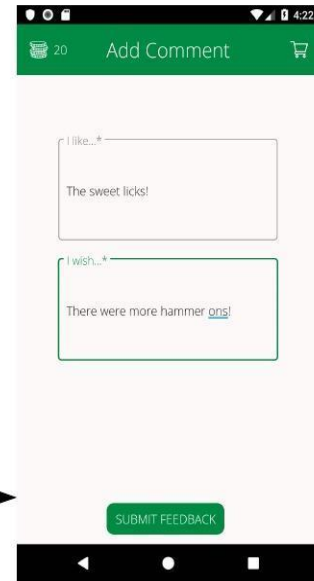 4:22
20 Add Comment
I like...*
The sweet licks!
I wish...*
There were more hammer ons!
SUBMIT FEEDBACK